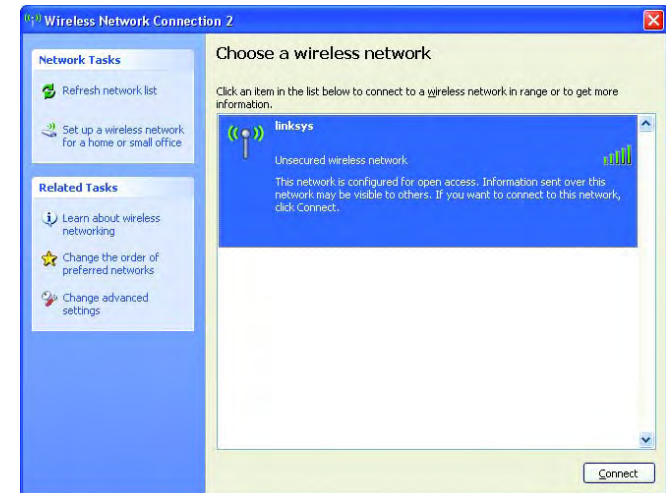 Wireless Network Connection 2
Network Tasks
Refresh network list
Set up a wireless network
for a home or small office
Related Tasks
Learn about wireless
networking
Change the order of
preferred networks
Change advanced
settings
Choose a wireless network
Click an item in the list below to connect to a wireless network in range or to get more
information.
linksys
Unsecured wireless network
This network is configured for open access. Information sent over this
network may be visible to others. If you want to connect to this network,
click Connect.
Connect